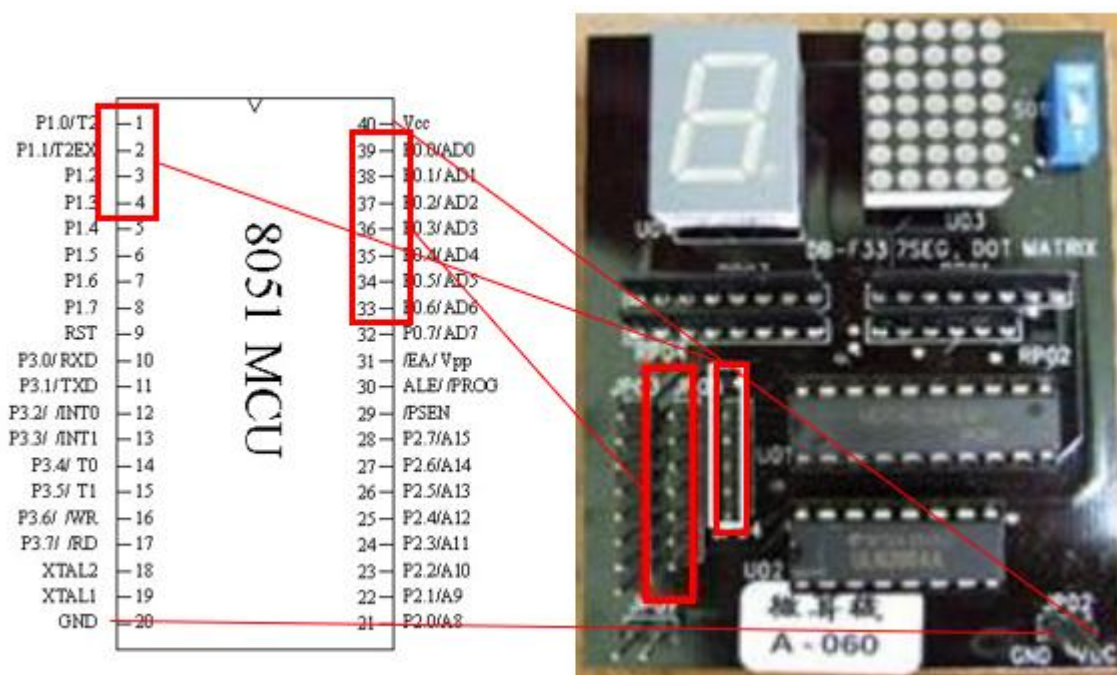 P1.0/T2 1 40 Vcc
P1.1/T2EX 2 39 P0.0/AD0
P1.2 3 38 P0.1/AD1
P1.3 4 37 P0.2/AD2
P1.4 5 36 P0.3/AD3
P1.5 6 35 P0.4/AD4
P1.6 7 34 P0.5/AD5
P1.7 8 33 P0.6/AD6
RST 9 32 P0.7/AD7
P3.0/RXD 10 31 /EA/ Vpp
P3.1/TXD 11 30 ALE/ /PROG
P3.2/ /INT0 12 29 /PSEN
P3.3/ /INT1 13 28 P2.7/A15
P3.4/ T0 14 27 P2.6/A14
P3.5/ T1 15 26 P2.5/A13
P3.6/ /WR 16 25 P2.4/A12
P3.7/ /RD 17 24 P2.3/A11
XTAL2 18 23 P2.2/A10
XTAL1 19 22 P2.1/A9
GND 20 21 P2.0/A8
8051 MCU
U03
DB-F33 7SEG, DOT MATRIX
RP04
RP02
U01
U02
A-060
JP02
GND VCC